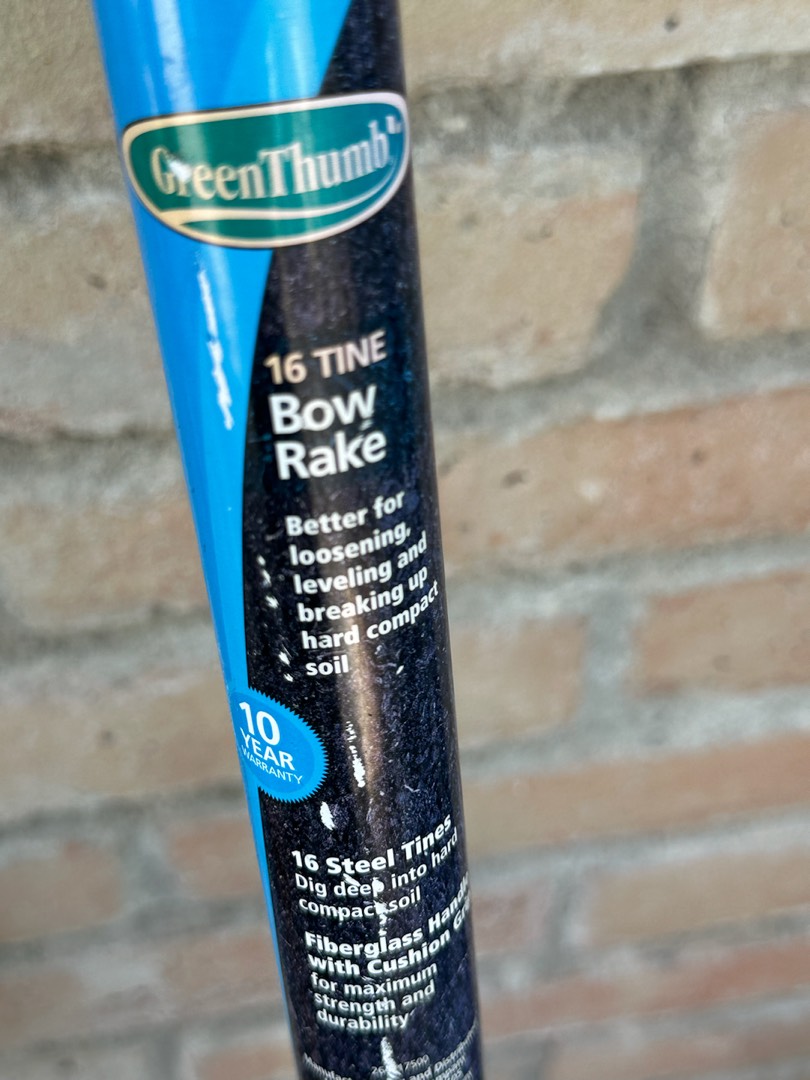 GreenThumb
16 TINE
Bow
Rake
Better for
loosening,
leveling and
breaking up
hard compact
soil
10
YEAR
WARRANTY
16 Steel Tines
Dig deep into hard
compact soil
Fiberglass Handle
with Cushion
for maximum
strength and
durability
and